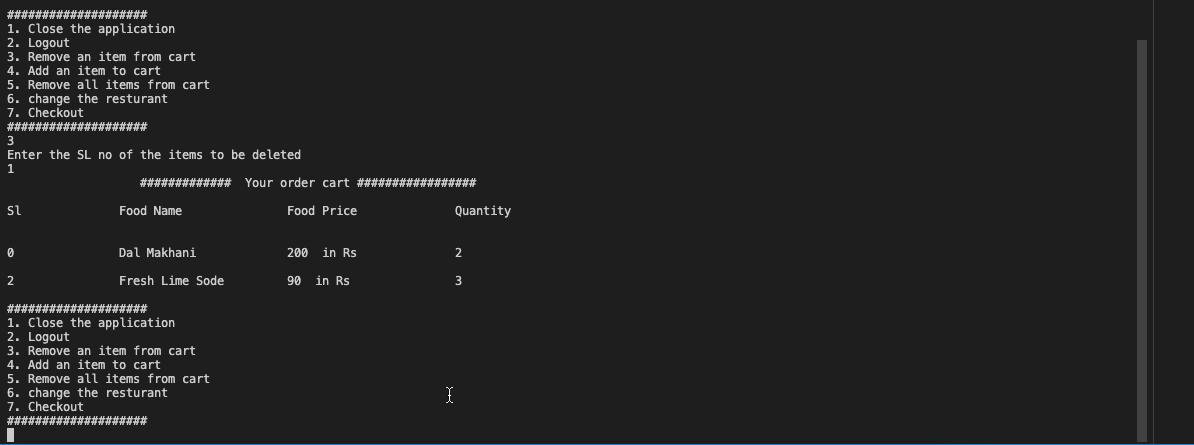 ####################
1. Close the application
2. Logout
3. Remove an item from cart
4. Add an item to cart
5. Remove all items from cart
6. change the resturant
7. Checkout
####################
3
Enter the SL no of the items to be deleted
1
############# Your order cart #################
Sl Food Name Food Price Quantity
0 Dal Makhani 200 in Rs 2
2 Fresh Lime Sode 90 in Rs 3
####################
1. Close the application
2. Logout
3. Remove an item from cart
4. Add an item to cart
5. Remove all items from cart
6. change the resturant
7. Checkout
####################